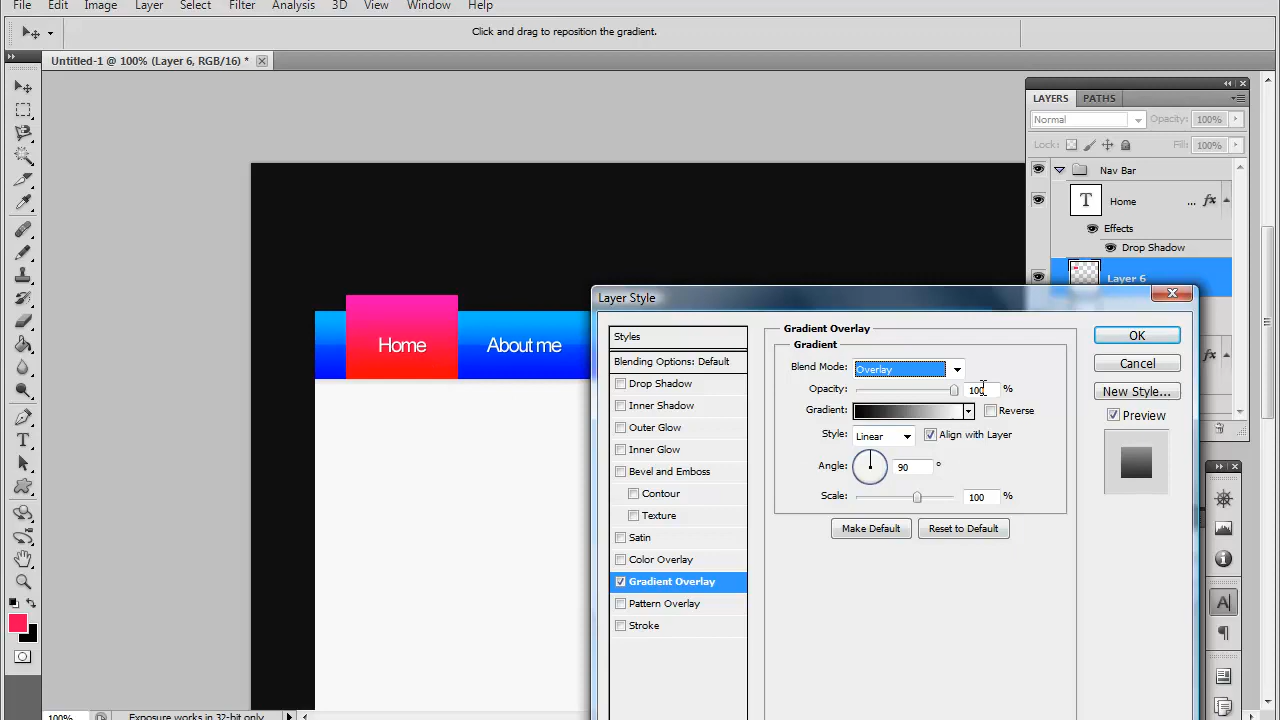 File Edit Image Layer Select Filter Analysis 3D View Window Help
Click and drag to reposition the gradient.
Untitled-1 @ 100% (Layer 6, RGB/16) *
LAYERS PATHS
Normal Opacity: 100%
Lock: Fill: 100%
Nav Bar
T Home ... fx
Effects
Drop Shadow
Layer 6
fx
Home About me
Layer Style
Styles
Blending Options: Default
Drop Shadow
Inner Shadow
Outer Glow
Inner Glow
Bevel and Emboss
Contour
Texture
Satin
Color Overlay
Gradient Overlay
Pattern Overlay
Stroke
Gradient Overlay
Gradient
Blend Mode: Overlay
Opacity: 100 %
Gradient: Reverse
Style: Linear Align with Layer
Angle: 90 °
Scale: 100 %
Make Default Reset to Default
OK
Cancel
New Style...
Preview
100% Exposure works in 32-bit only